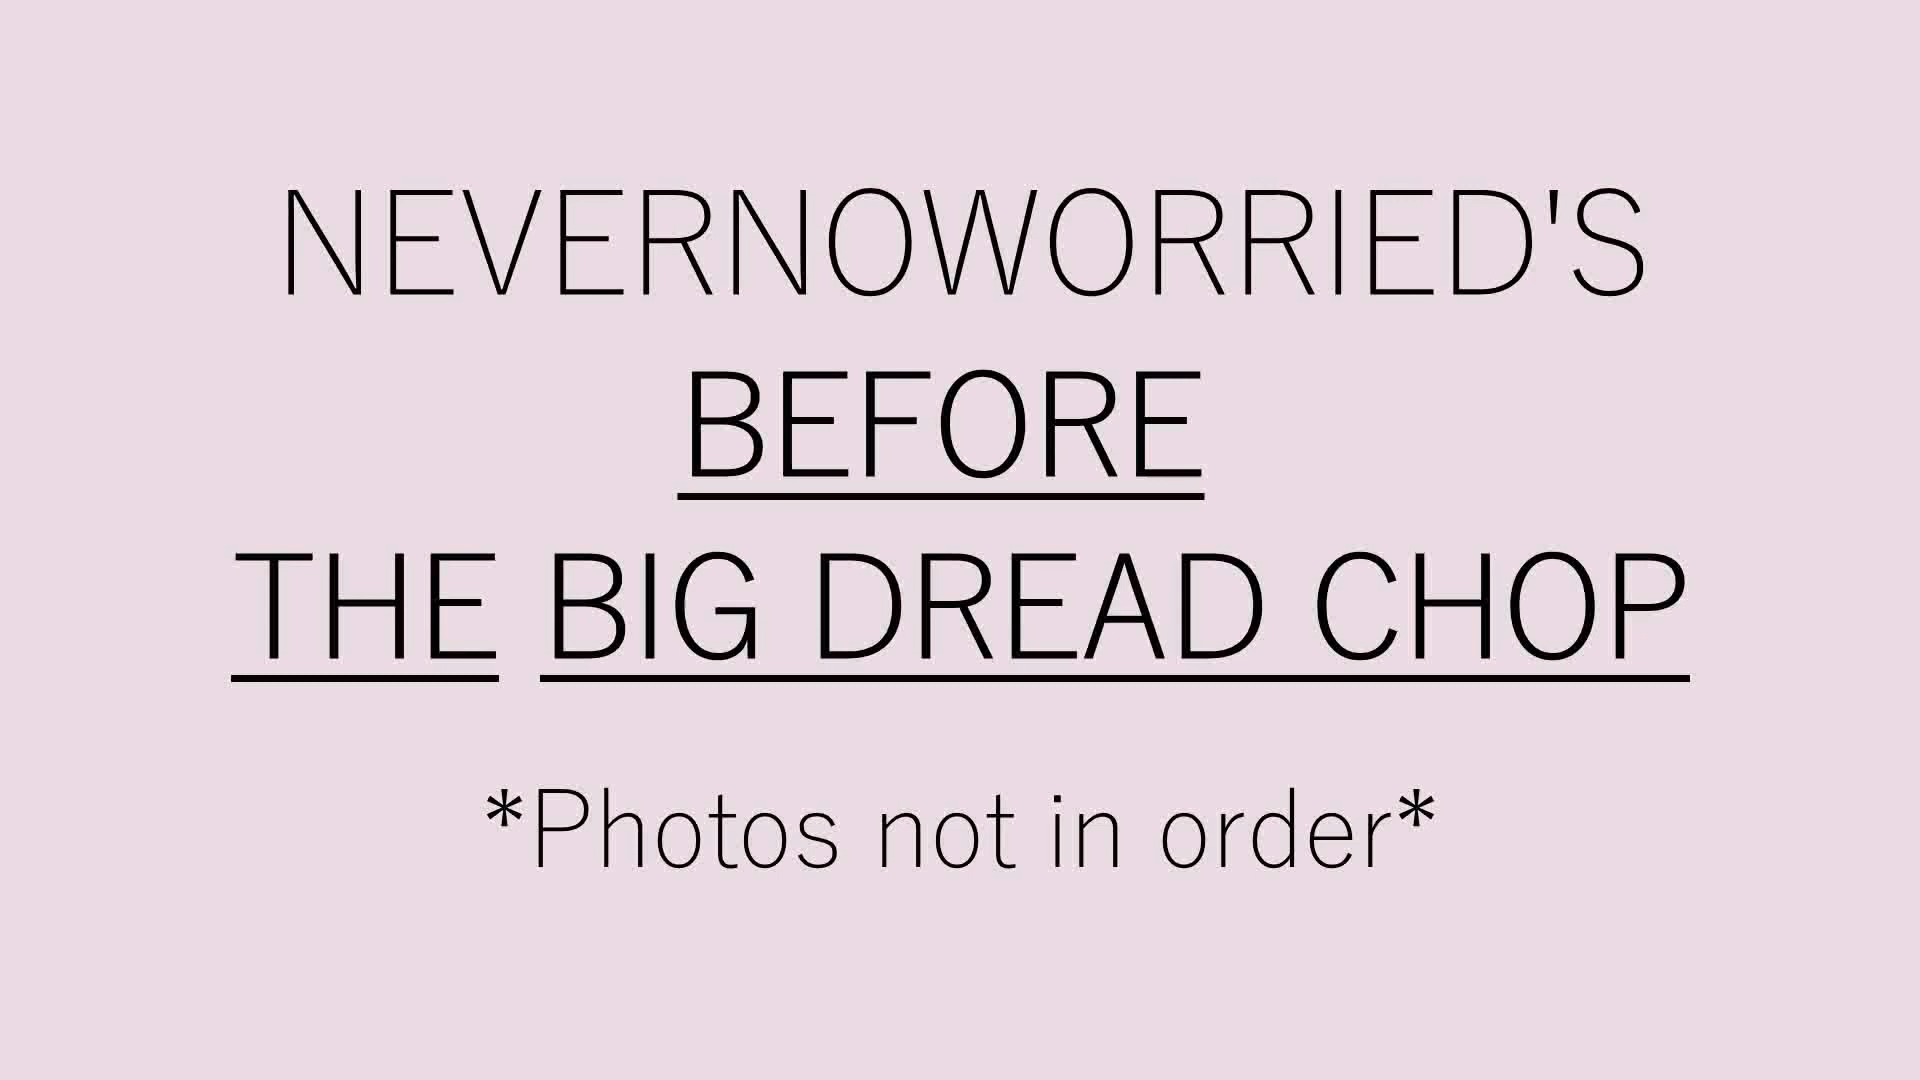 NEVERNOWORRIED'S
BEFORE
THE BIG DREAD CHOP
*Photos not in order*